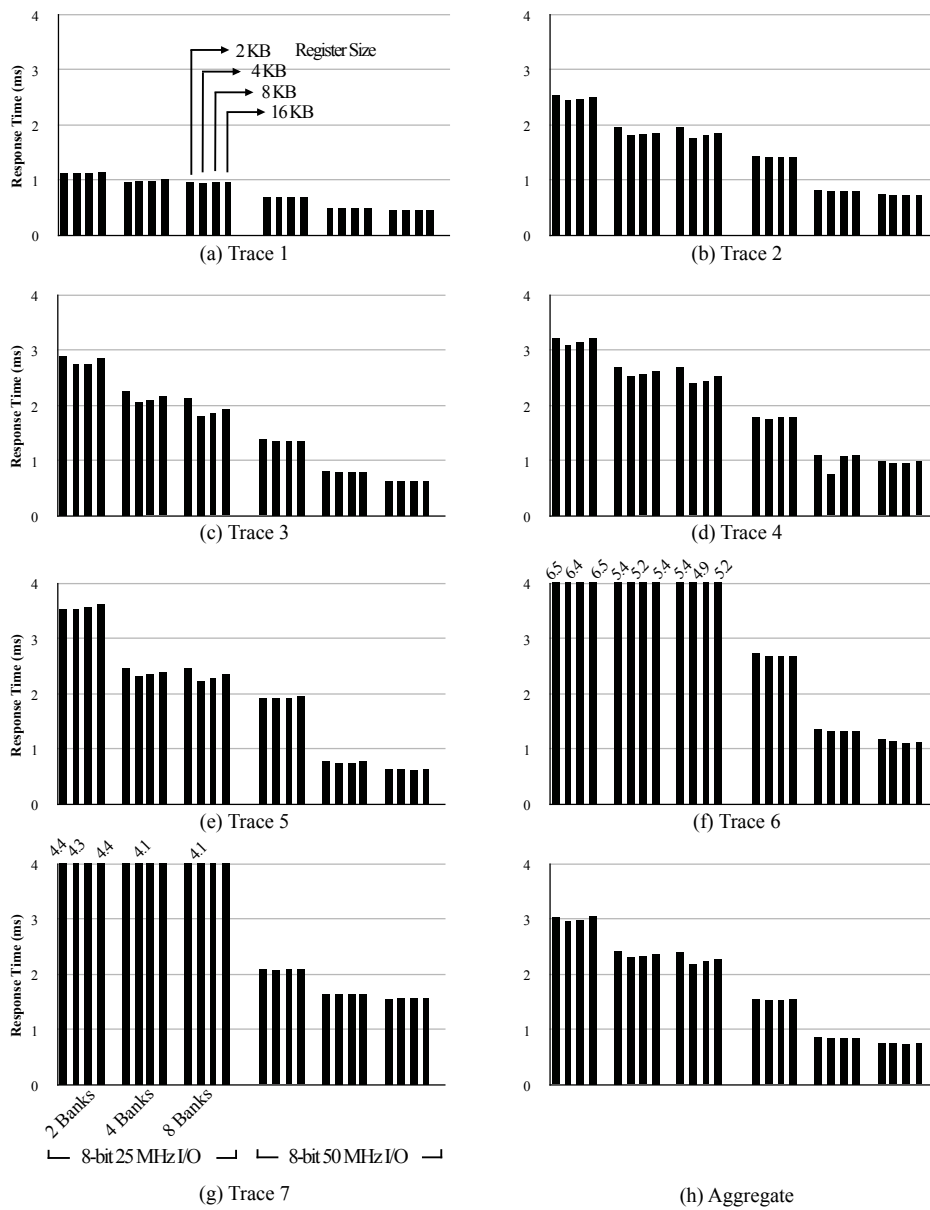 4
3
2
1
0
Response Time (ms)
2 KB Register Size
4 KB
8 KB
16 KB
(a) Trace 1
4
3
2
1
0
(b) Trace 2
4
3
2
1
0
Response Time (ms)
(c) Trace 3
4
3
2
1
0
(d) Trace 4
4
3
2
1
0
Response Time (ms)
(e) Trace 5
6.5 6.4 6.5 5.4 5.2 5.4 5.4 4.9 5.2
4
3
2
1
0
(f) Trace 6
4.4 4.3 4.4 4.1 4.1
4
3
2
1
0
Response Time (ms)
2 Banks 4 Banks 8 Banks
8-bit 25 MHz I/O 8-bit 50 MHz I/O
(g) Trace 7
4
3
2
1
0
(h) Aggregate